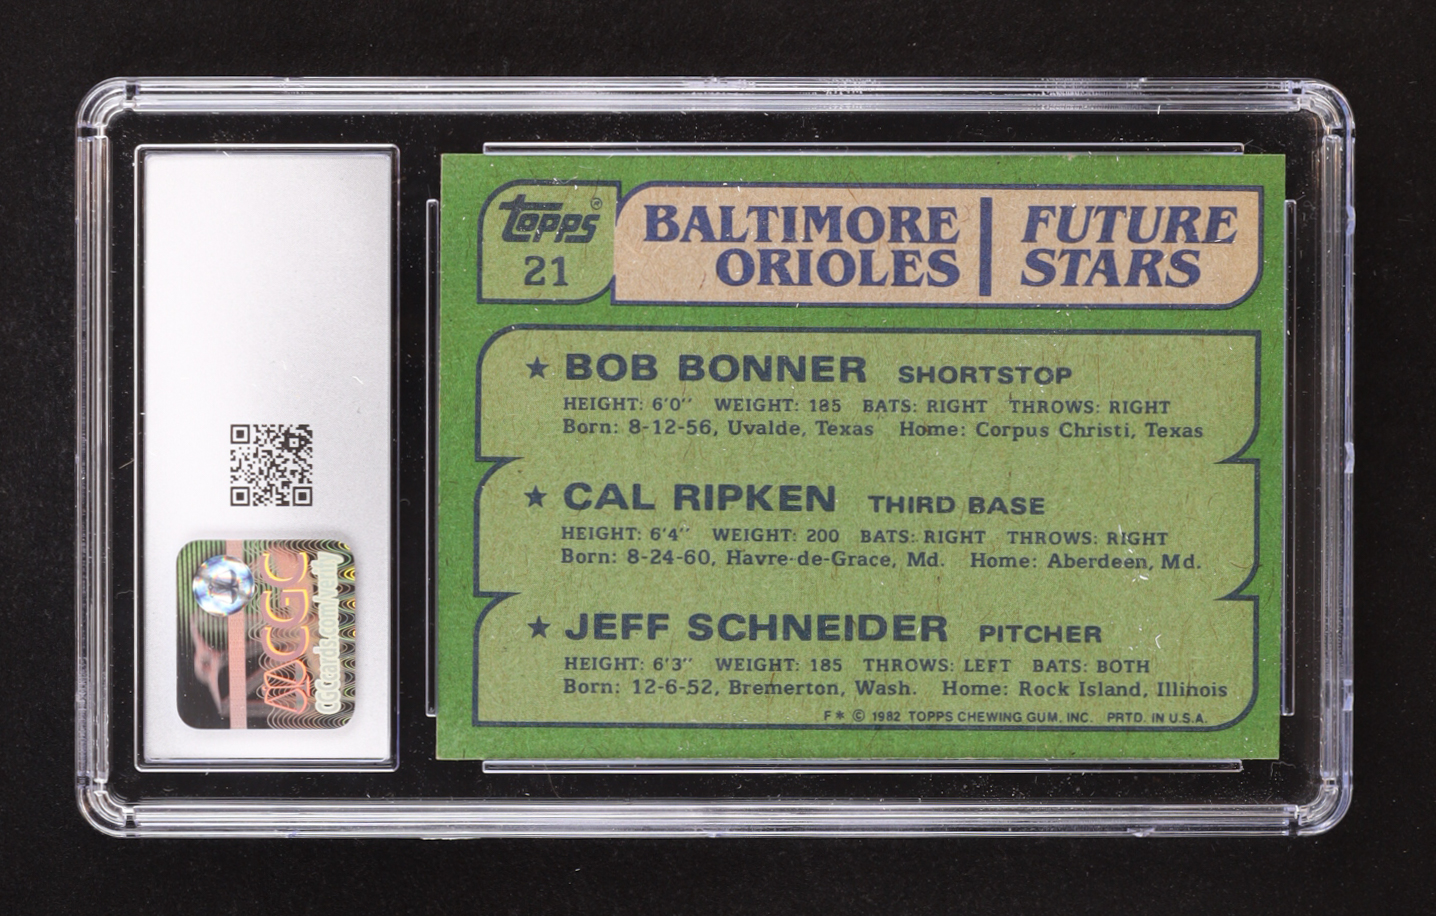 Topps®
21
BALTIMORE
ORIOLES
FUTURE
STARS
★ BOB BONNER SHORTSTOP
HEIGHT: 6'0" WEIGHT: 185 BATS: RIGHT THROWS: RIGHT
Born: 8-12-56, Uvalde, Texas Home: Corpus Christi, Texas
★ CAL RIPKEN THIRD BASE
HEIGHT: 6'4" WEIGHT: 200 BATS: RIGHT THROWS: RIGHT
Born: 8-24-60, Havre-de-Grace, Md. Home: Aberdeen, Md.
★ JEFF SCHNEIDER PITCHER
HEIGHT: 6'3" WEIGHT: 185 THROWS: LEFT BATS: BOTH
Born: 12-6-52, Bremerton, Wash. Home: Rock Island, Illinois
F* © 1982 TOPPS CHEWING GUM, INC. PRTD. IN U.S.A.
CGC
CGCcards.com/verify